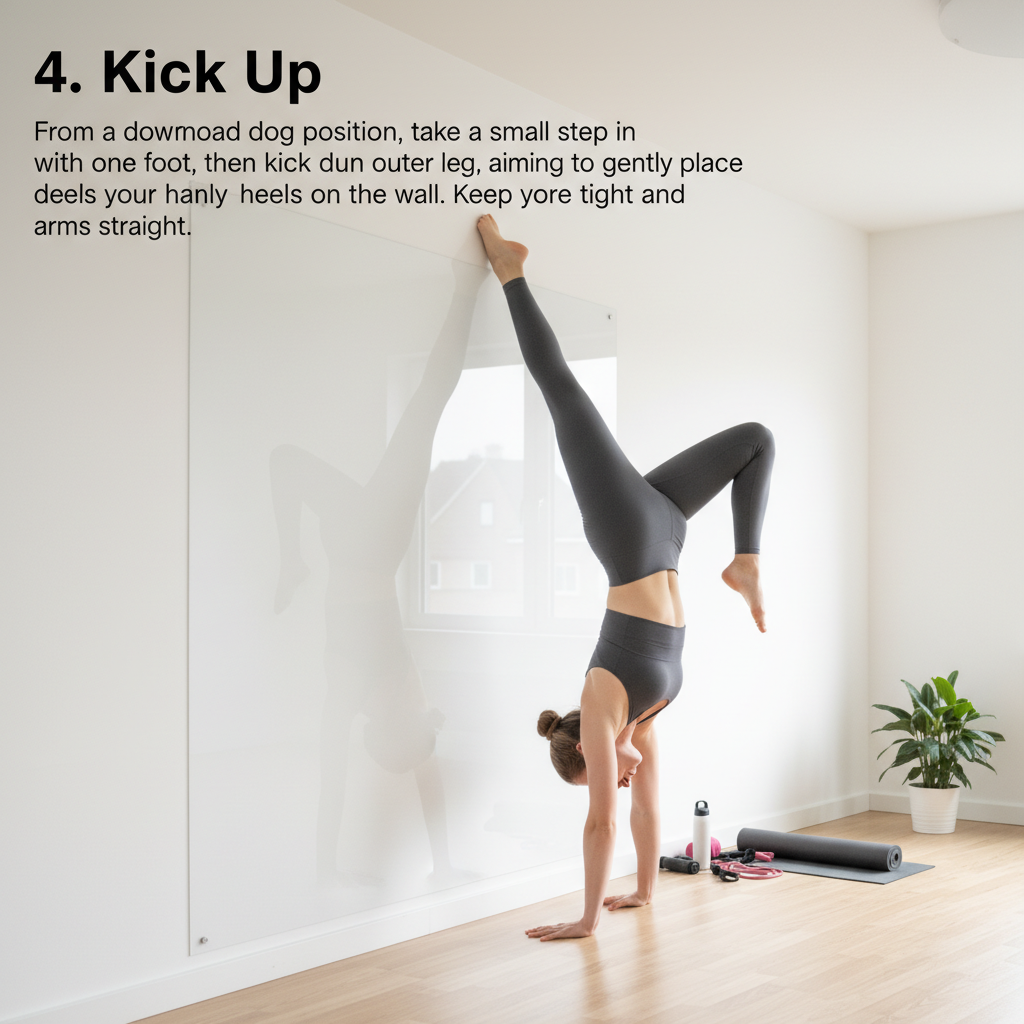 4. Kick Up
From a dowmoad dog position, take a small step in
with one foot, then kick dun outer leg, aiming to gently place
deels your hanly heels on the wall. Keep yore tight and
arms straight.